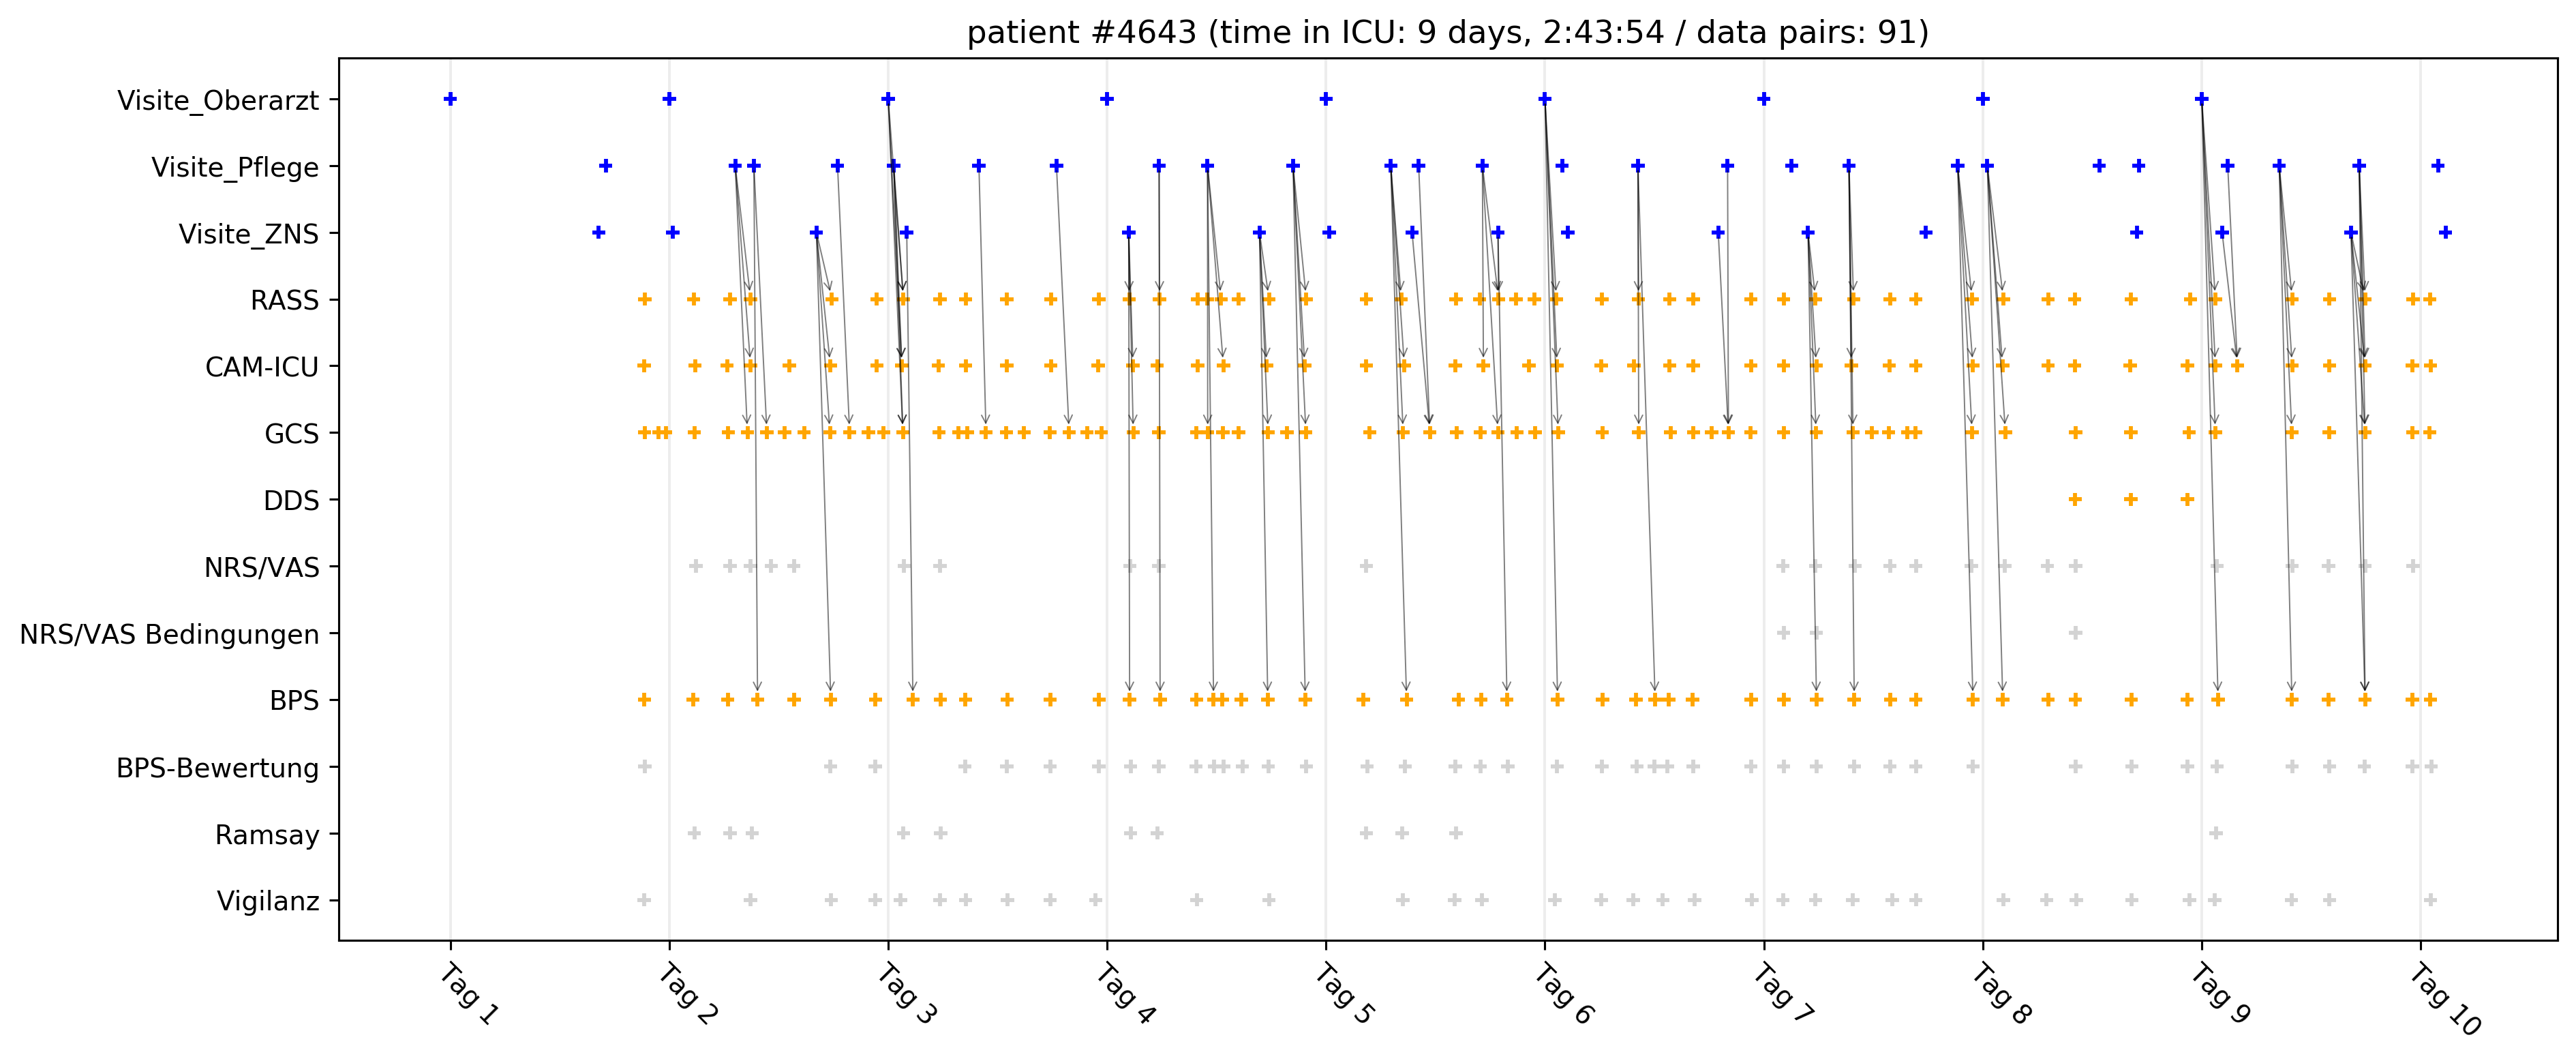 patient #4643 (time in ICU: 9 days, 2:43:54 / data pairs: 91)
Visite_Oberarzt
Visite_Pflege
Visite_ZNS
RASS
CAM-ICU
GCS
DDS
NRS/VAS
NRS/VAS Bedingungen
BPS
BPS-Bewertung
Ramsay
Vigilanz
Tag 1
Tag 2
Tag 3
Tag 4
Tag 5
Tag 6
Tag 7
Tag 8
Tag 9
Tag 10